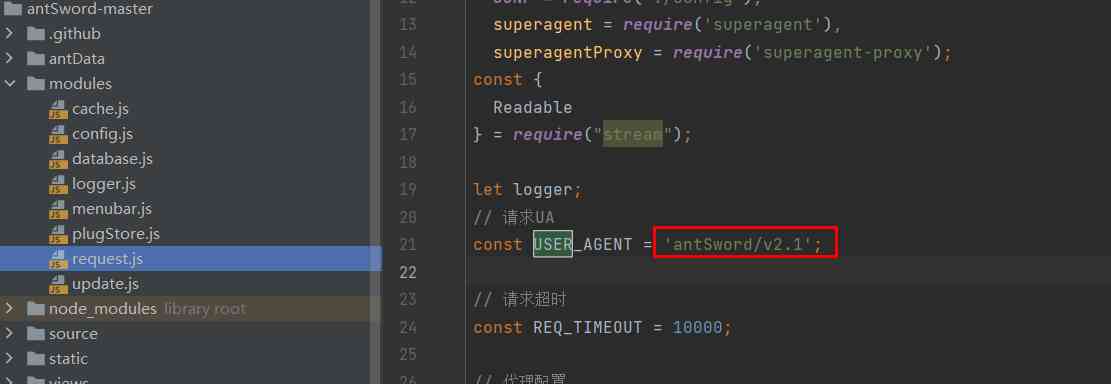 antSword-master
.github
antData
modules
cache.js
config.js
database.js
logger.js
menubar.js
plugStore.js
request.js
update.js
node_modules library root
source
static
views
13 superagent = require('superagent'),
14 superagentProxy = require('superagent-proxy');
15 const {
16 Readable
17 } = require("stream");
18
19 let logger;
20 // 请求UA
21 const USER_AGENT = 'antSword/v2.1';
22
23 // 请求超时
24 const REQ_TIMEOUT = 10000;
25
26 // 代理配置